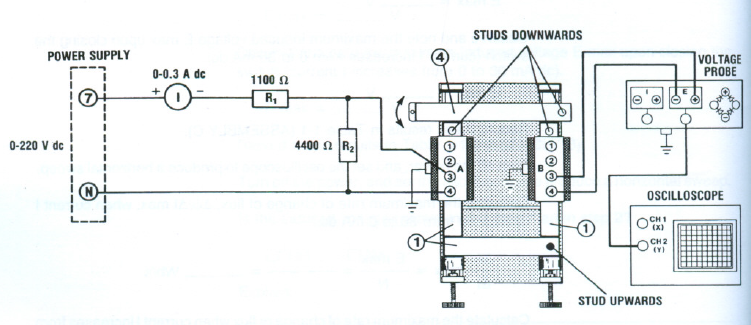 STUDS DOWNWARDS
POWER SUPPLY
4
VOLTAGE
PROBE
0-0.3 A dc
1100 Ω
I
E
+
−
7
I
R1
− +
− +
0-220 V dc
4400 Ω
R2
1
2
3
4
A
B
1
2
3
4
N
OSCILLOSCOPE
CH 1
(X)
CH 2
(Y)
1
1
STUD UPWARDS